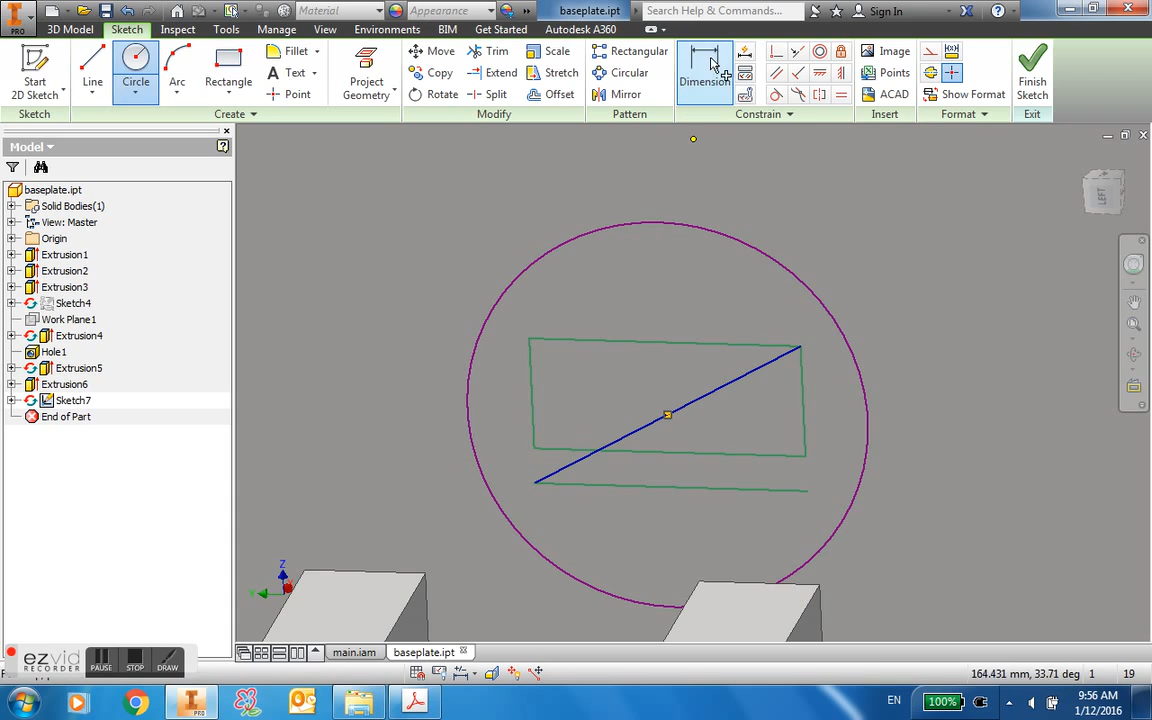 Material
Appearance
baseplate.ipt
Search Help & Commands...
Sign In
PRO
3D Model
Sketch
Inspect
Tools
Manage
View
Environments
BIM
Get Started
Autodesk A360
Start
2D Sketch
Line
Circle
Arc
Rectangle
Fillet
Text
Point
Project
Geometry
Move
Copy
Rotate
Trim
Extend
Split
Scale
Stretch
Offset
Rectangular
Circular
Mirror
Dimension
Image
Points
ACAD
Show Format
Finish
Sketch
Sketch
Create
Modify
Pattern
Constrain
Insert
Format
Exit
Model
baseplate.ipt
Solid Bodies(1)
View: Master
Origin
Extrusion1
Extrusion2
Extrusion3
Sketch4
Work Plane1
Extrusion4
Hole1
Extrusion5
Extrusion6
Sketch7
End of Part
LEFT
Z
Y
ezvid
RECORDER
PAUSE
STOP
DRAW
main.iam
baseplate.ipt
164.431 mm, 33.71 deg
1
19
PRO
EN
100%
9:56 AM
1/12/2016